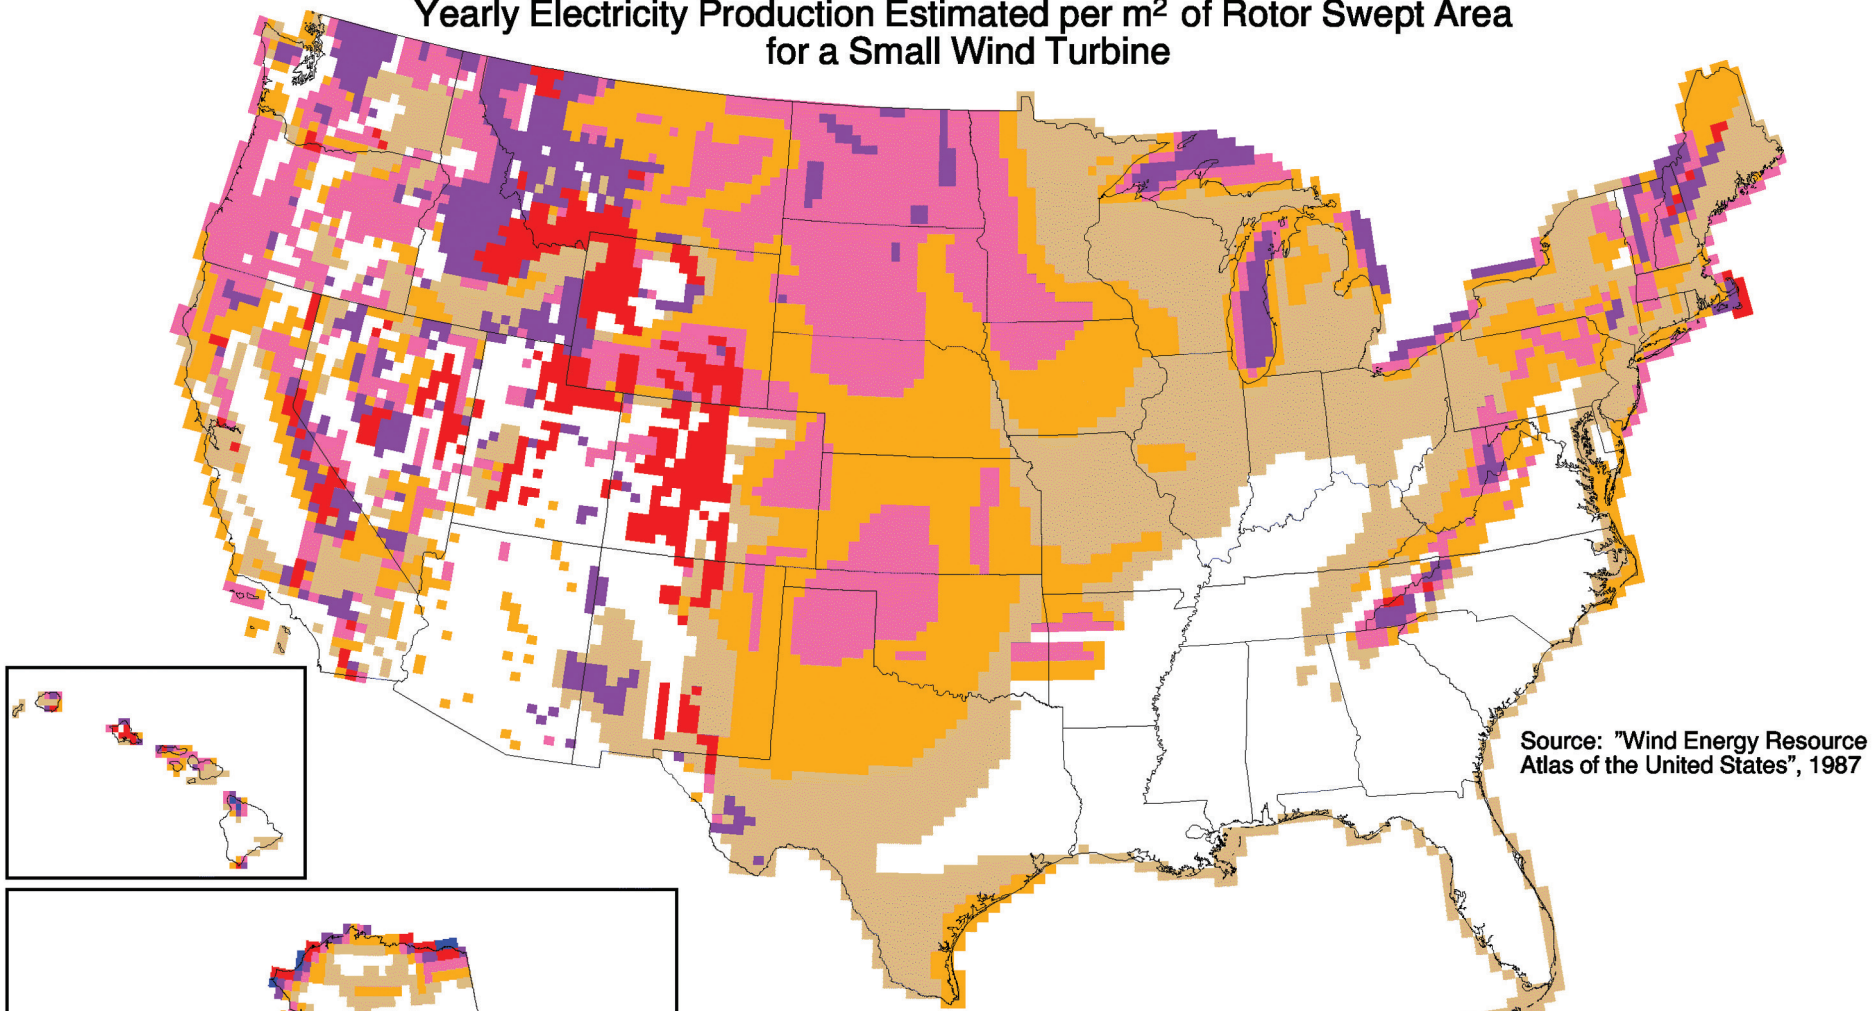 Yearly Electricity Production Estimated per m² of Rotor Swept Area
for a Small Wind Turbine
Source: ”Wind Energy Resource
Atlas of the United States”, 1987